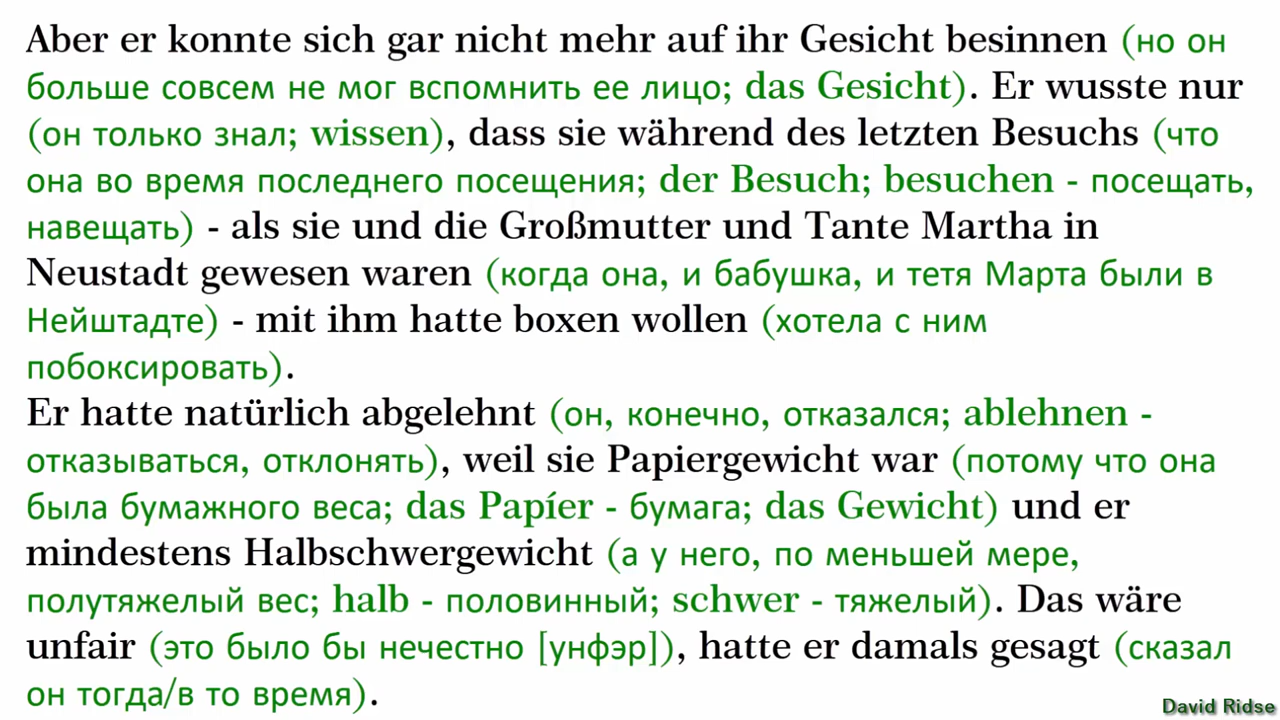 Aber er konnte sich gar nicht mehr auf ihr Gesicht besinnen (но он
больше совсем не мог вспомнить ее лицо; das Gesicht). Er wusste nur
(он только знал; wissen), dass sie während des letzten Besuchs (что
она во время последнего посещения; der Besuch; besuchen - посещать,
навещать) - als sie und die Großmutter und Tante Martha in
Neustadt gewesen waren (когда она, и бабушка, и тетя Марта были в
Нейштадте) - mit ihm hatte boxen wollen (хотела с ним
побоксировать).
Er hatte natürlich abgelehnt (он, конечно, отказался; ablehnen -
отказываться, отклонять), weil sie Papiergewicht war (потому что она
была бумажного веса; das Papíer - бумага; das Gewicht) und er
mindestens Halbschwergewicht (а у него, по меньшей мере,
полутяжелый вес; halb - половинный; schwer - тяжелый). Das wäre
unfair (это было бы нечестно [унфэр]), hatte er damals gesagt (сказал
он тогда/в то время).
David Ridse